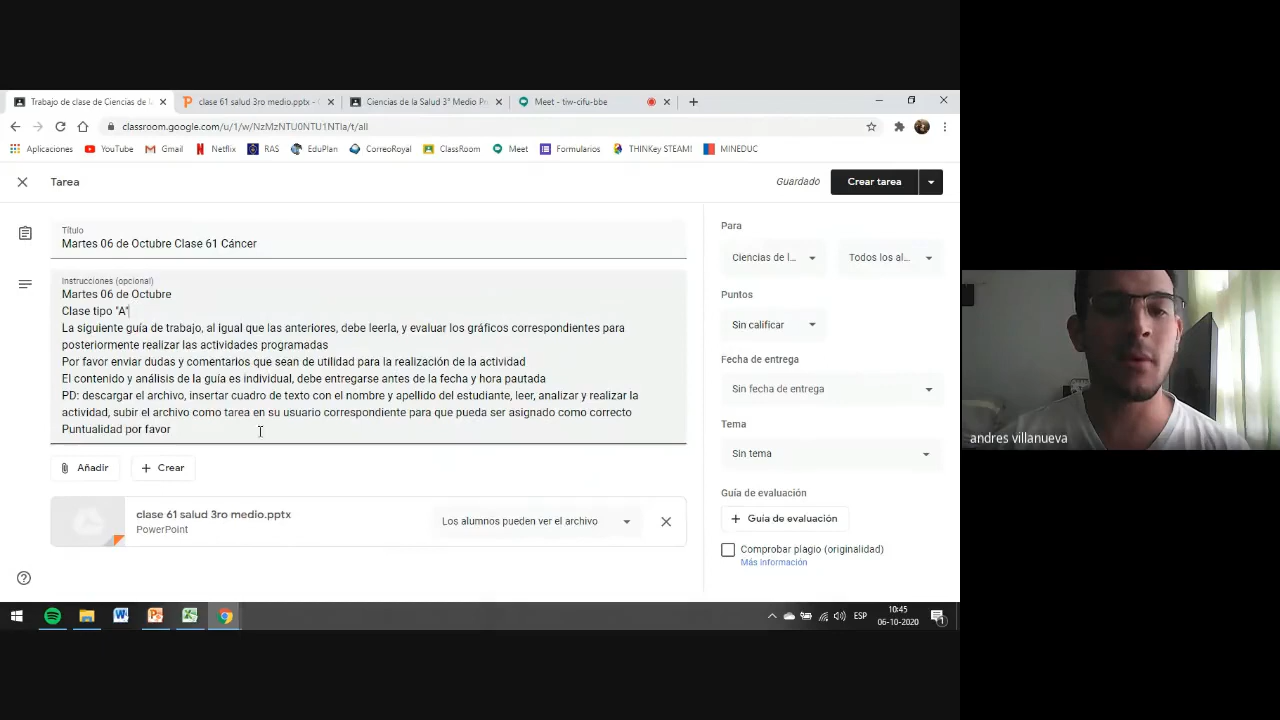 Trabajo de clase de Ciencias de l
clase 61 salud 3ro medio.pptx -
Ciencias de la Salud 3° Medio Pr
Meet - tiw-cifu-bbe
classroom.google.com/u/1/w/NzMzNTU0NTU1NTIa/t/all
Aplicaciones
YouTube
Gmail
Netflix
RAS
EduPlan
CorreoRoyal
ClassRoom
Meet
Formularios
THINKey STEAM!
MINEDUC
Tarea
Guardado
Crear tarea
Título
Martes 06 de Octubre Clase 61 Cáncer
Instrucciones (opcional)
Martes 06 de Octubre
Clase tipo "A"
La siguiente guía de trabajo, al igual que las anteriores, debe leerla, y evaluar los gráficos correspondientes para
posteriormente realizar las actividades programadas
Por favor enviar dudas y comentarios que sean de utilidad para la realización de la actividad
El contenido y análisis de la guía es individual, debe entregarse antes de la fecha y hora pautada
PD: descargar el archivo, insertar cuadro de texto con el nombre y apellido del estudiante, leer, analizar y realizar la
actividad, subir el archivo como tarea en su usuario correspondiente para que pueda ser asignado como correcto
Puntualidad por favor
Añadir
Crear
clase 61 salud 3ro medio.pptx
PowerPoint
Los alumnos pueden ver el archivo
Para
Ciencias de l...
Todos los al...
Puntos
Sin calificar
Fecha de entrega
Sin fecha de entrega
Tema
Sin tema
Guía de evaluación
Guía de evaluación
Comprobar plagio (originalidad)
Más información
andres villanueva
ESP
10:45
06-10-2020